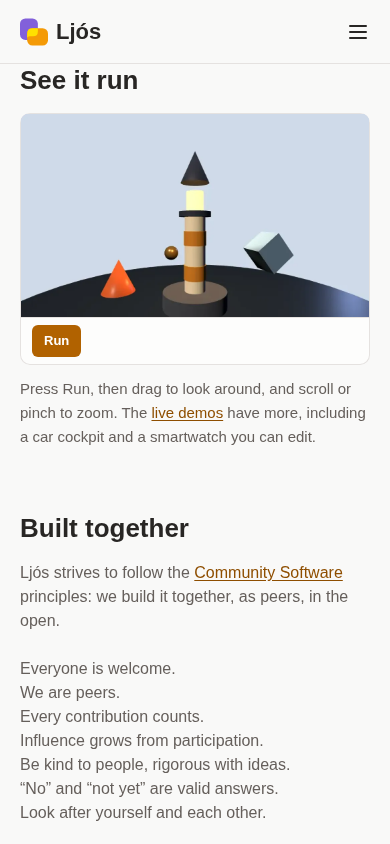 Ljós
See it run
Run
Press Run, then drag to look around, and scroll or
pinch to zoom. The live demos have more, including
a car cockpit and a smartwatch you can edit.
Built together
Ljós strives to follow the Community Software
principles: we build it together, as peers, in the
open.
Everyone is welcome.
We are peers.
Every contribution counts.
Influence grows from participation.
Be kind to people, rigorous with ideas.
“No” and “not yet” are valid answers.
Look after yourself and each other.